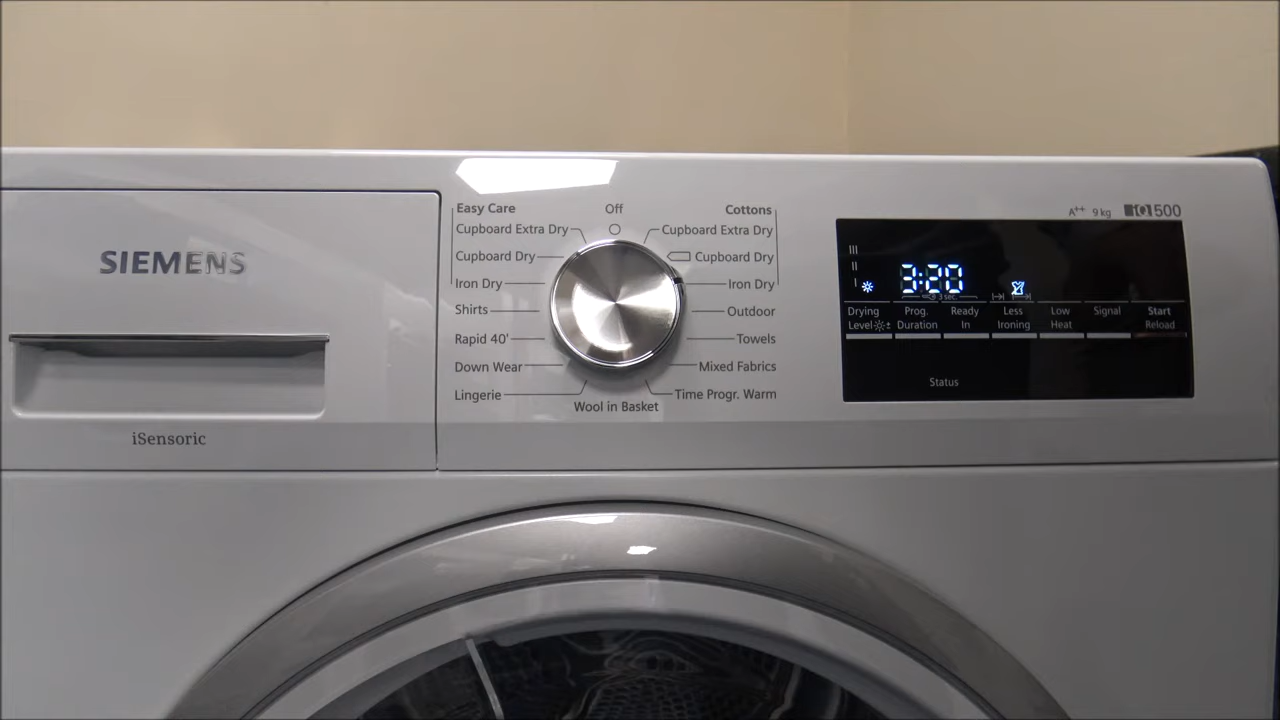 SIEMENS
iSensoric
Easy Care
Cupboard Extra Dry
Cupboard Dry
Iron Dry
Shirts
Rapid 40'
Down Wear
Lingerie
Off
Wool in Basket
Cottons
Cupboard Extra Dry
Cupboard Dry
Iron Dry
Outdoor
Towels
Mixed Fabrics
Time Progr. Warm
A++ 9 kg iQ500
III
II
I
3:20
3 sec.
Drying Level ±
Prog. Duration
Ready In
Less Ironing
Low Heat
Signal
Start Reload
Status